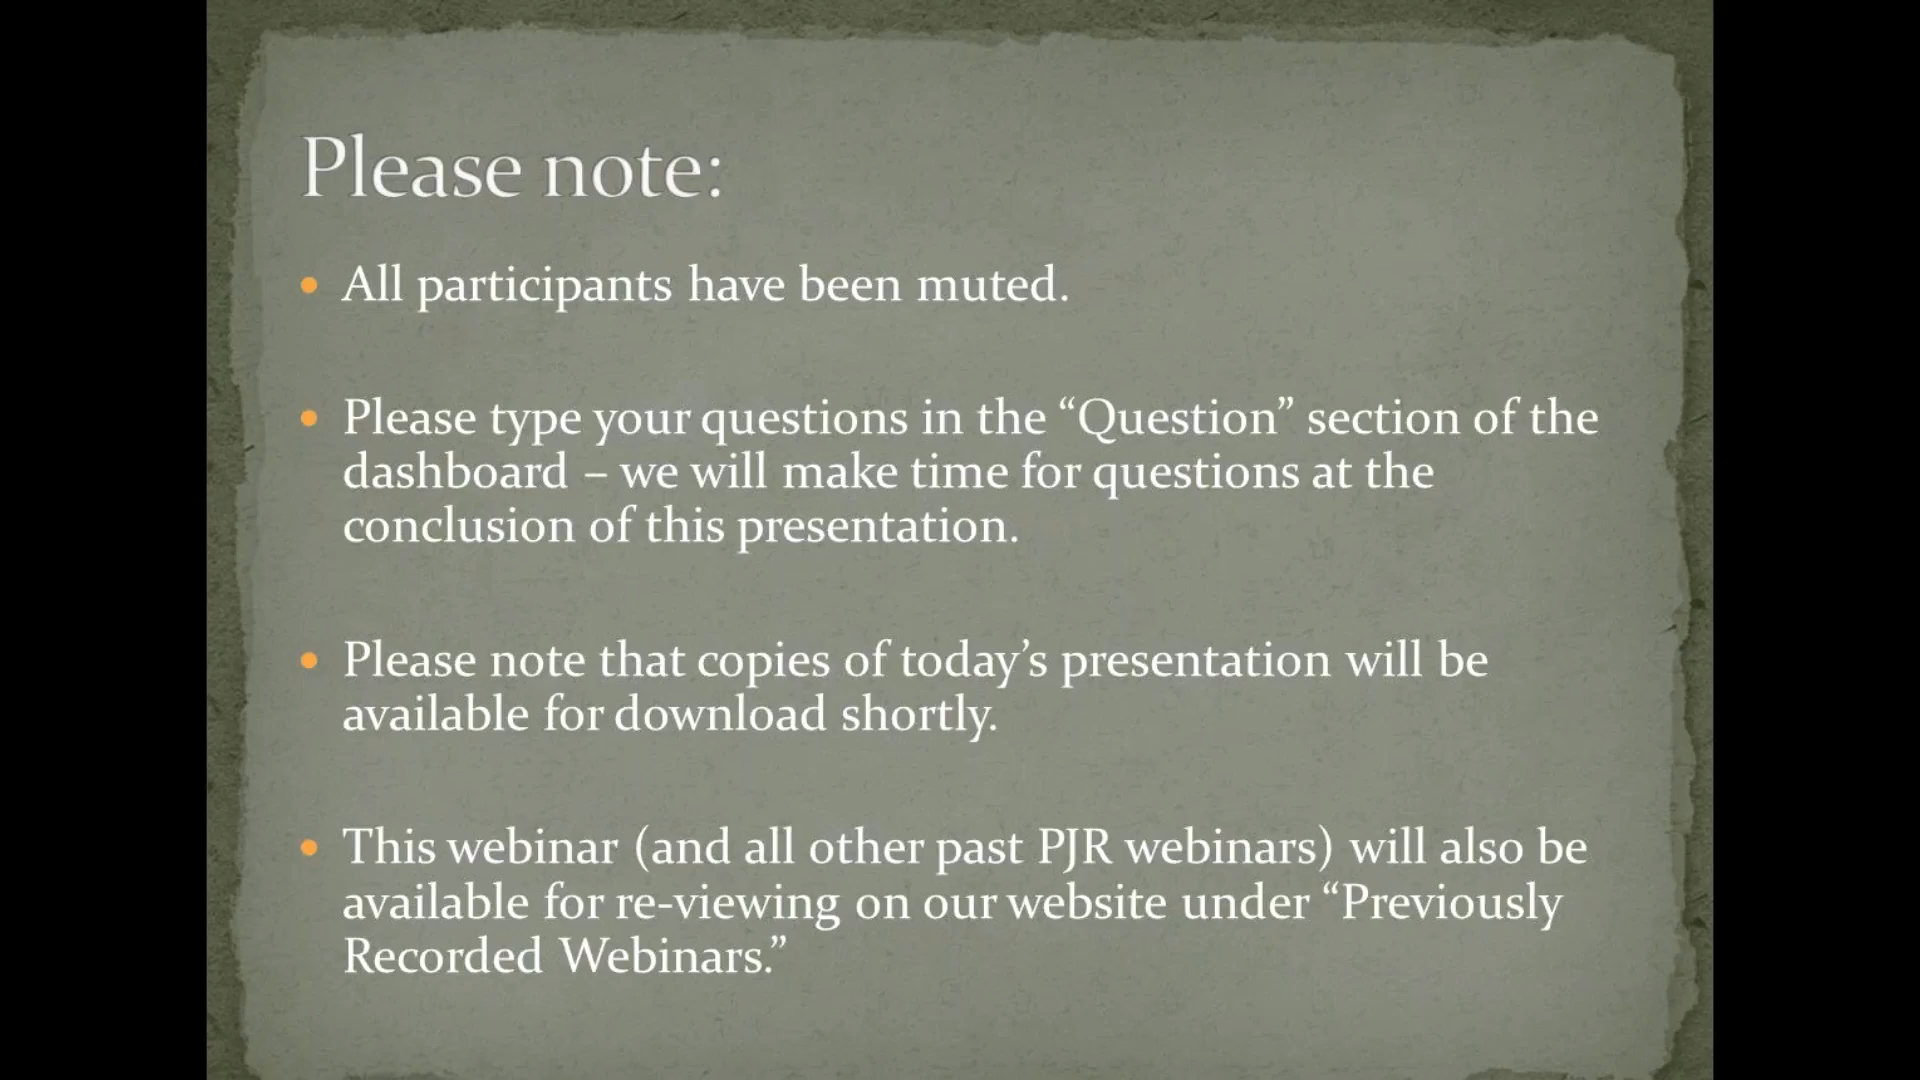 Please note:
• All participants have been muted.
• Please type your questions in the “Question” section of the
dashboard – we will make time for questions at the
conclusion of this presentation.
• Please note that copies of today’s presentation will be
available for download shortly.
• This webinar (and all other past PJR webinars) will also be
available for re-viewing on our website under “Previously
Recorded Webinars.”